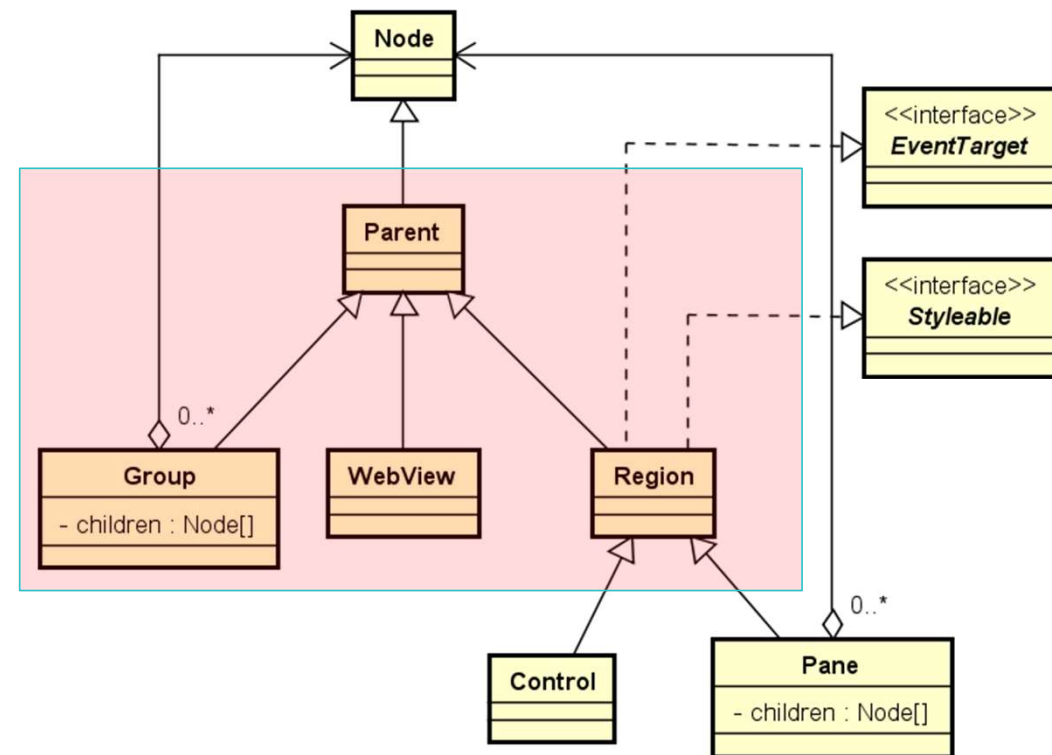 Node
<<interface>>
EventTarget
Parent
<<interface>>
Styleable
0..*
Group
- children : Node[]
WebView
Region
0..*
Control
Pane
- children : Node[]